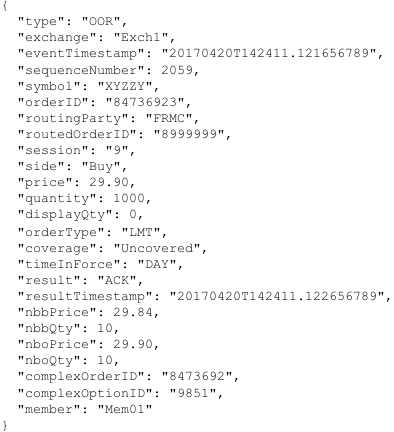 {
"type": "OOR",
"exchange": "Exch1",
"eventTimestamp": "20170420T142411.121656789",
"sequenceNumber": 2059,
"symbol": "XYZZY",
"orderID": "84736923",
"routingParty": "FRMC",
"routedOrderID": "8999999",
"session": "9",
"side": "Buy",
"price": 29.90,
"quantity": 1000,
"displayQty": 0,
"orderType": "LMT",
"coverage": "Uncovered",
"timeInForce": "DAY",
"result": "ACK",
"resultTimestamp": "20170420T142411.122656789",
"nbbPrice": 29.84,
"nbbQty": 10,
"nboPrice": 29.90,
"nboQty": 10,
"complexOrderID": "8473692",
"complexOptionID": "9851",
"member": "Mem01"
}